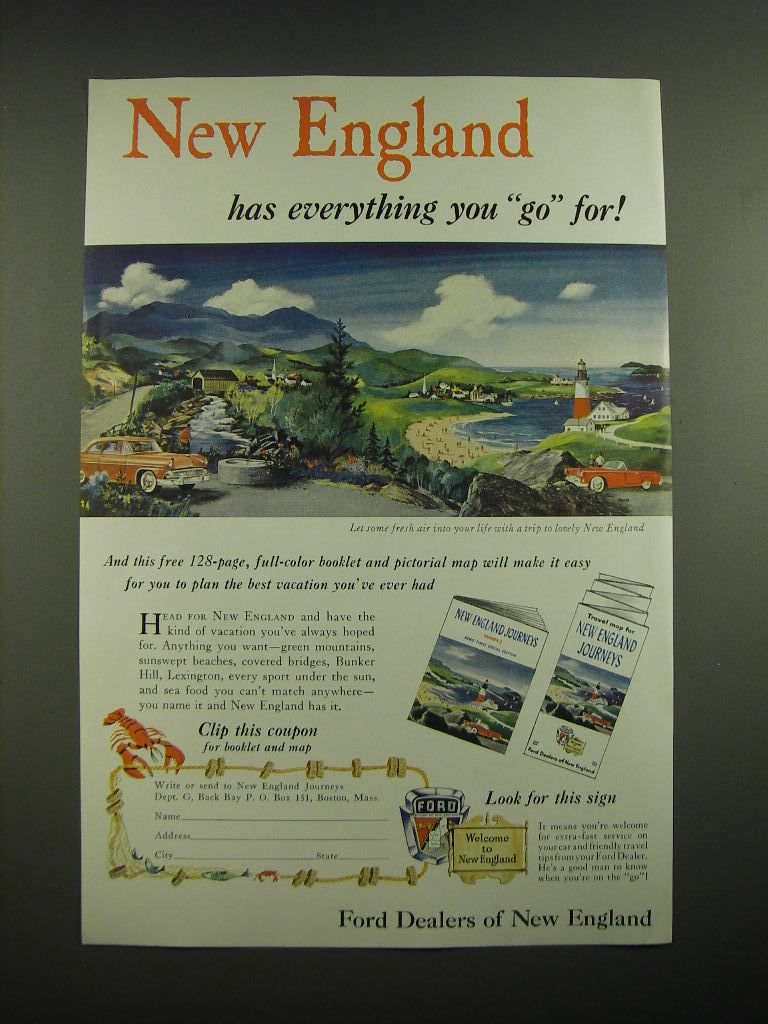 New England
has everything you "go" for!
Let some fresh air into your life with a trip to lovely New England
And this free 128-page, full-color booklet and pictorial map will make it easy
for you to plan the best vacation you've ever had
HEAD FOR NEW ENGLAND and have the
kind of vacation you've always hoped
for. Anything you want—green mountains,
sunswept beaches, covered bridges, Bunker
Hill, Lexington, every sport under the sun,
and sea food you can't match anywhere—
you name it and New England has it.
NEW ENGLAND JOURNEYS
NUMBER 3
FORD TIMES SPECIAL EDITION
Travel map for
NEW ENGLAND
JOURNEYS
Ford Dealers of New England
Clip this coupon
for booklet and map
Write or send to New England Journeys
Dept. G, Back Bay P. O. Box 151, Boston, Mass.
Name
Address
City State
FORD
Welcome
to
New England
Look for this sign
It means you're welcome
for extra-fast service on
your car and friendly travel
tips from your Ford Dealer.
He's a good man to know
when you're on the "go"!
Ford Dealers of New England